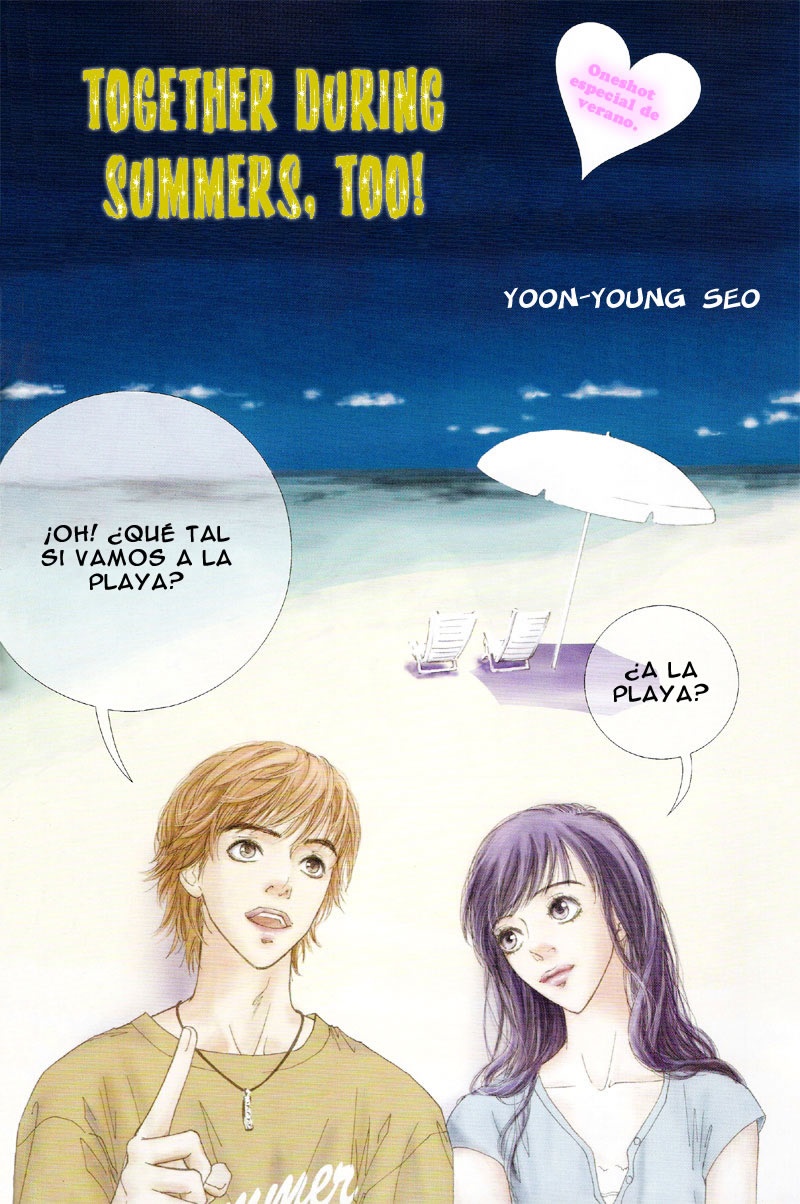 TOGETHER DURING
SUMMERS, TOO!
Oneshot
especial de
verano.
YOON-YOUNG SEO
¡OH! ¿QUÉ TAL
SI VAMOS A LA
PLAYA?
¿A LA
PLAYA?